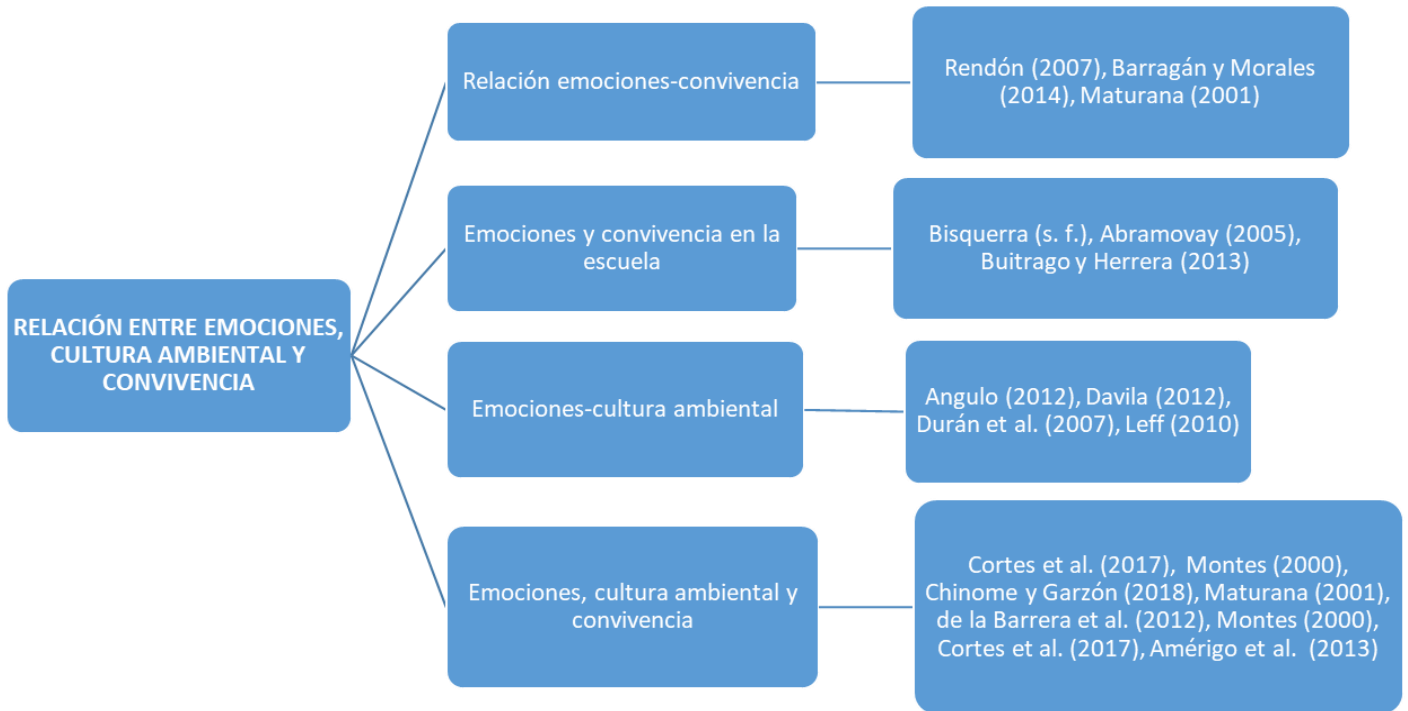 RELACIÓN ENTRE EMOCIONES,
CULTURA AMBIENTAL Y
CONVIVENCIA
Relación emociones-convivencia
Rendón (2007), Barragán y Morales
(2014), Maturana (2001)
Emociones y convivencia en la
escuela
Bisquerra (s. f.), Abramovay (2005),
Buitrago y Herrera (2013)
Emociones-cultura ambiental
Angulo (2012), Davila (2012),
Durán et al. (2007), Leff (2010)
Emociones, cultura ambiental y
convivencia
Cortes et al. (2017), Montes (2000),
Chinome y Garzón (2018), Maturana (2001),
de la Barrera et al. (2012), Montes (2000),
Cortes et al. (2017), Amérigo et al. (2013)